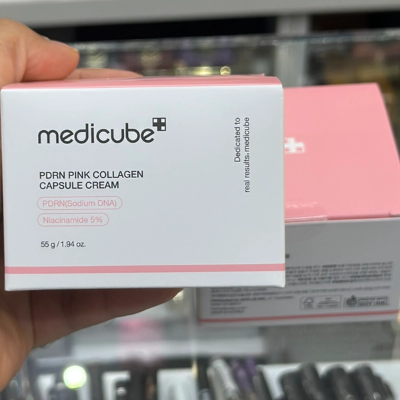 medicube
PDRN PINK COLLAGEN
CAPSULE CREAM
PDRN(Sodium DNA)
Niacinamide 5%
55 g / 1.94 oz.
Dedicated to
real results. medicube